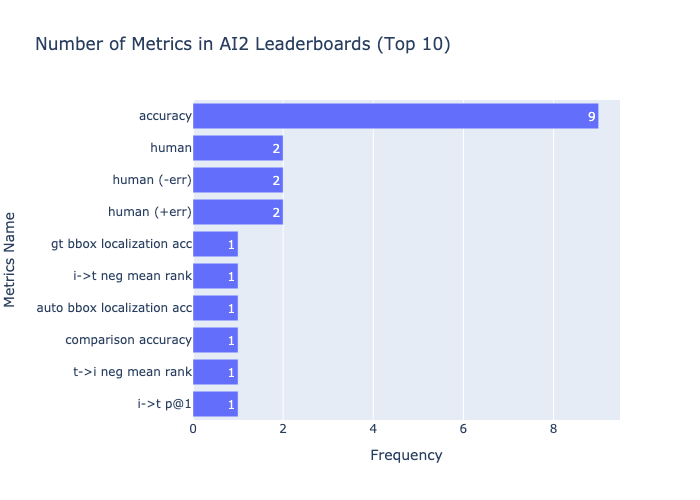 Number of Metrics in AI2 Leaderboards (Top 10)
Metrics Name
accuracy 9
human 2
human (-err) 2
human (+err) 2
gt bbox localization acc 1
i->t neg mean rank 1
auto bbox localization acc 1
comparison accuracy 1
t->i neg mean rank 1
i->t p@1 1
0 2 4 6 8
Frequency